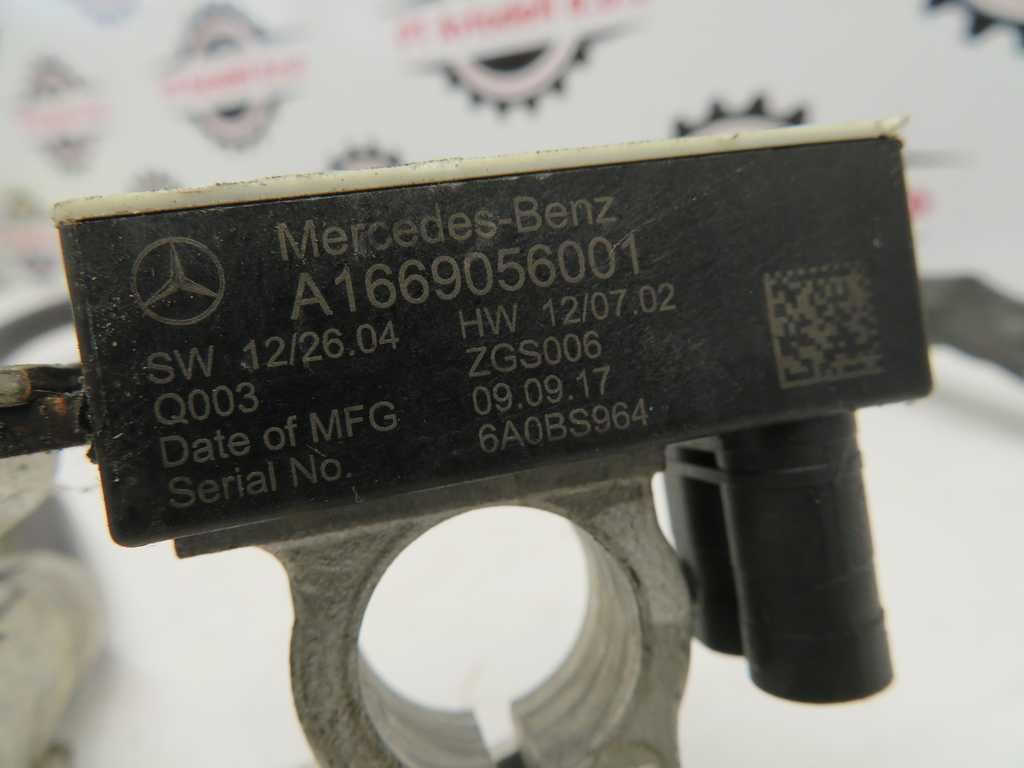 Mercedes-Benz
A1669056001
SW 12/26.04 HW 12/07.02
Q003 ZGS006
Date of MFG 09.09.17
Serial No. 6A0BS964